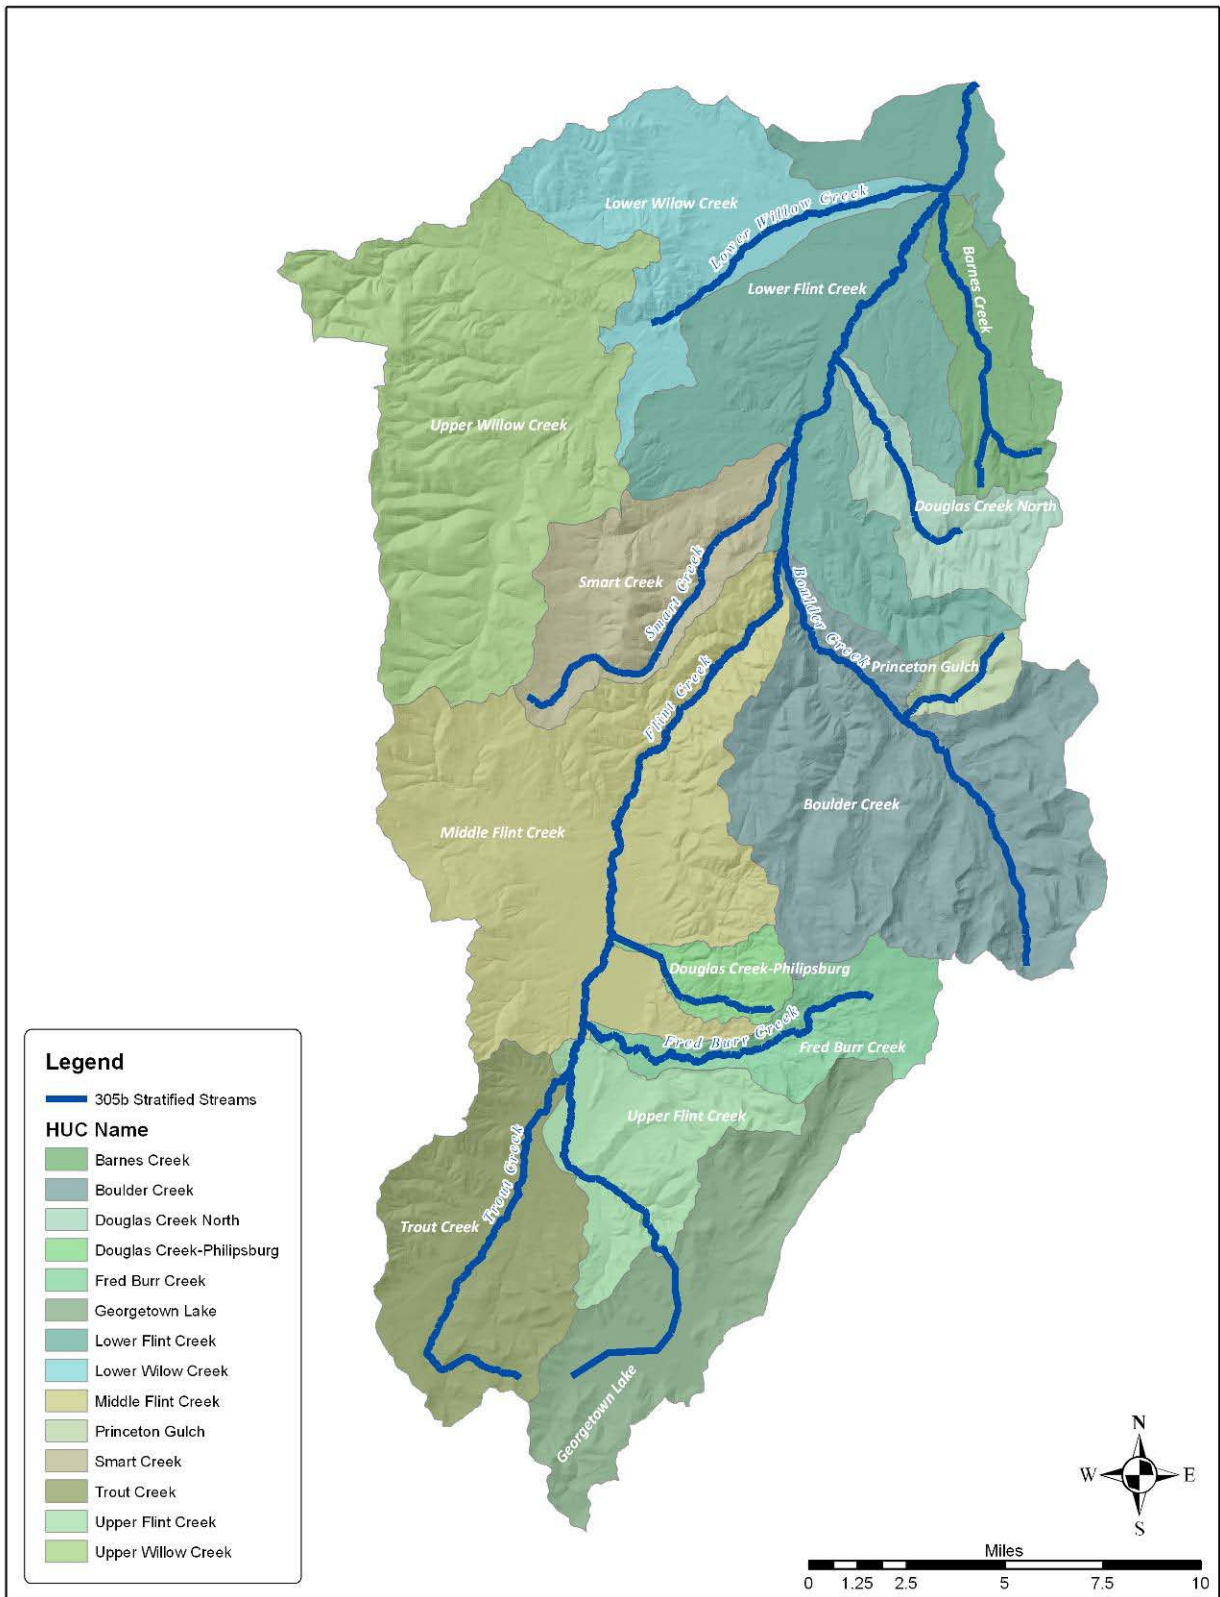 Lower Wilow Creek
Lower Willow Creek
Lower Flint Creek
Barnes Creek
Upper Willow Creek
Douglas Creek North
Smart Creek
Smart Creek
Boulder Creek
Princeton Gulch
Flint Creek
Boulder Creek
Middle Flint Creek
Douglas Creek-Philipsburg
Fred Burr Creek
Fred Burr Creek
Upper Flint Creek
Trout Creek
Trout Creek
Georgetown Lake
Legend
305b Stratified Streams
HUC Name
Barnes Creek
Boulder Creek
Douglas Creek North
Douglas Creek-Philipsburg
Fred Burr Creek
Georgetown Lake
Lower Flint Creek
Lower Wilow Creek
Middle Flint Creek
Princeton Gulch
Smart Creek
Trout Creek
Upper Flint Creek
Upper Willow Creek
N
W E
S
Miles
0 1.25 2.5 5 7.5 10